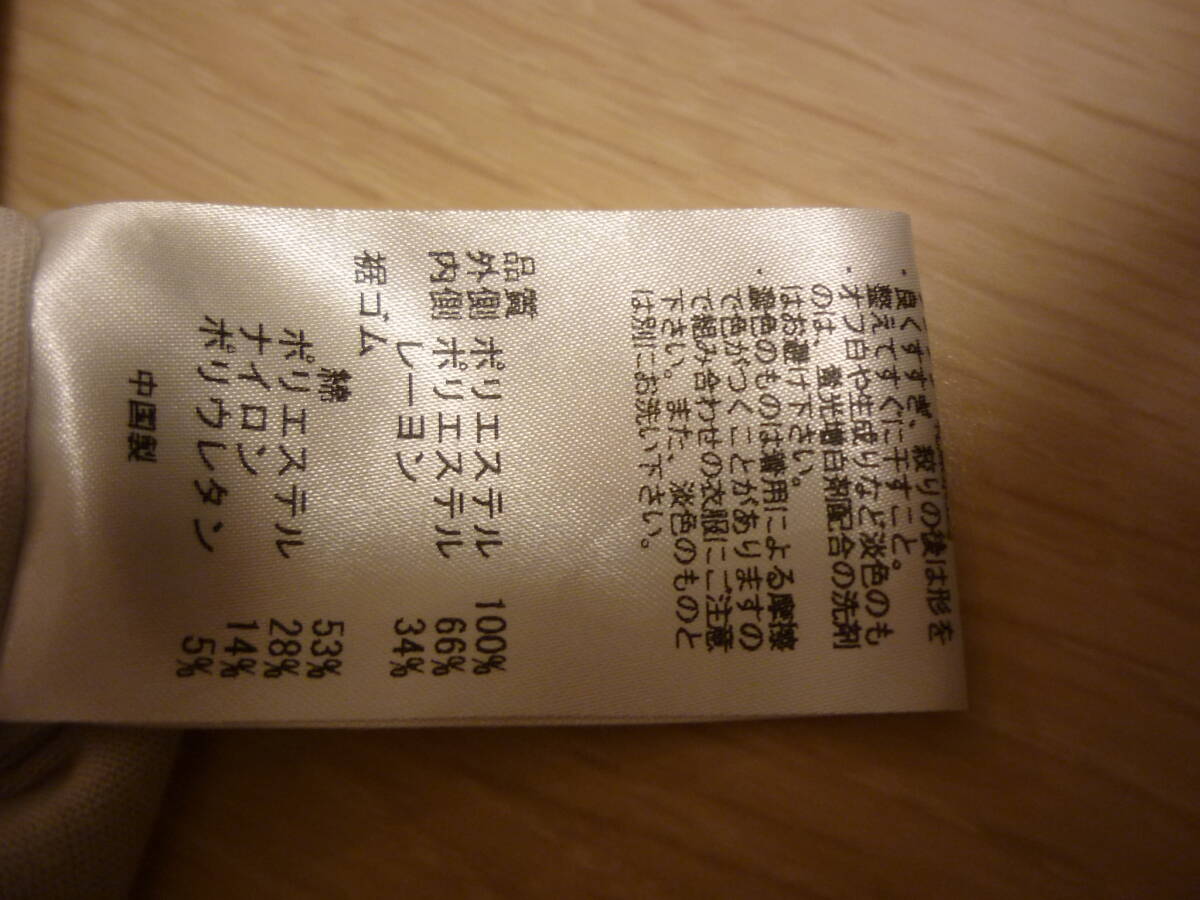 ・良くすすぎ、絞りの後は形を
整えてすぐに干すこと。
・オフ白や生成りなど淡色のも
のは、蛍光増白剤配合の洗剤
はお避け下さい。
・濃色のものは着用による摩擦
で色がつくことがありますの
で組み合わせの衣服にご注意
下さい。また、淡色のものと
は別にお洗い下さい。
品質
外側 ポリエステル 100%
内側 ポリエステル 66%
レーヨン 34%
裾ゴム
綿 53%
ポリエステル 28%
ナイロン 14%
ポリウレタン 5%
中国製